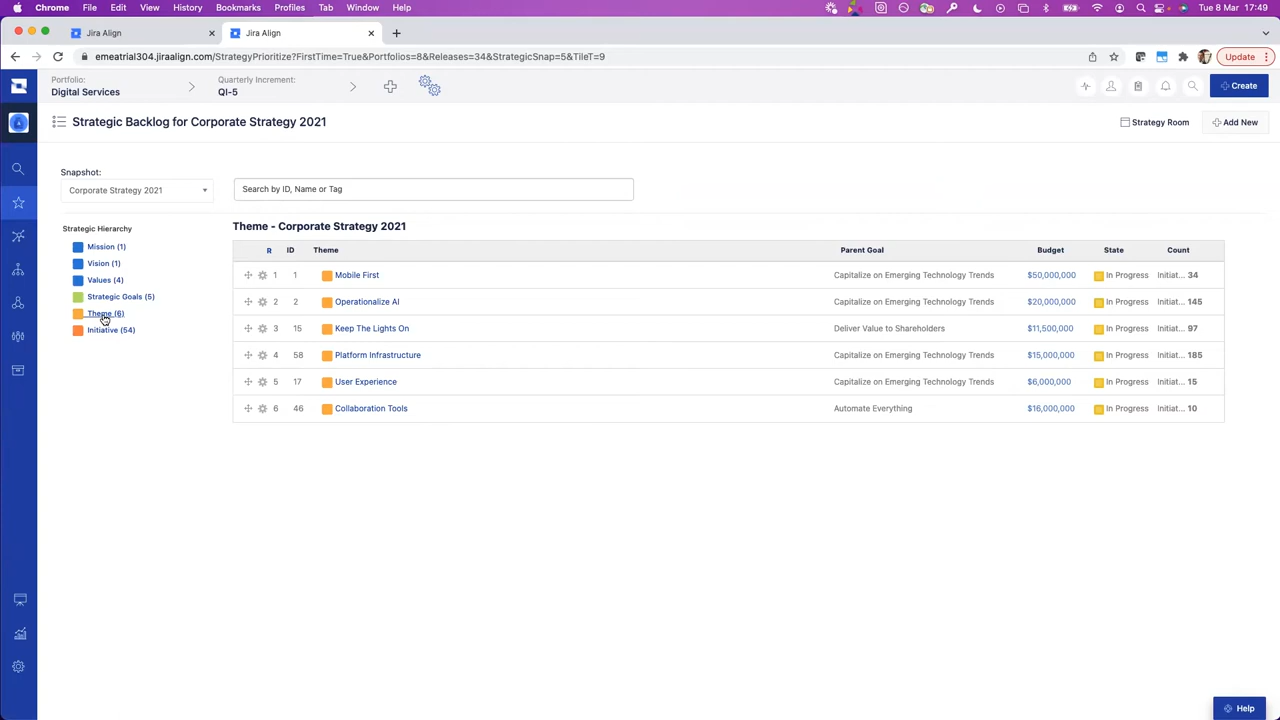 Chrome File Edit View History Bookmarks Profiles Tab Window Help Tue 8 Mar 17:49
Jira Align Jira Align
emeatrial304.jiraalign.com/StrategyPrioritize?FirstTime=True&Portfolios=8&Releases=34&StrategicSnap=5&TileT=9 Update
Portfolio: Quarterly Increment:
Digital Services QI-5 Create
Strategic Backlog for Corporate Strategy 2021 Strategy Room Add New
Snapshot:
Corporate Strategy 2021 Search by ID, Name or Tag
Strategic Hierarchy
Mission (1)
Vision (1)
Values (4)
Strategic Goals (5)
Theme (6)
Initiative (54)
Theme - Corporate Strategy 2021
R ID Theme Parent Goal Budget State Count
1 1 Mobile First Capitalize on Emerging Technology Trends $50,000,000 In Progress Initiat... 34
2 2 Operationalize AI Capitalize on Emerging Technology Trends $20,000,000 In Progress Initiat... 145
3 15 Keep The Lights On Deliver Value to Shareholders $11,500,000 In Progress Initiat... 97
4 58 Platform Infrastructure Capitalize on Emerging Technology Trends $15,000,000 In Progress Initiat... 185
5 17 User Experience Capitalize on Emerging Technology Trends $6,000,000 In Progress Initiat... 15
6 46 Collaboration Tools Automate Everything $16,000,000 In Progress Initiat... 10
Help